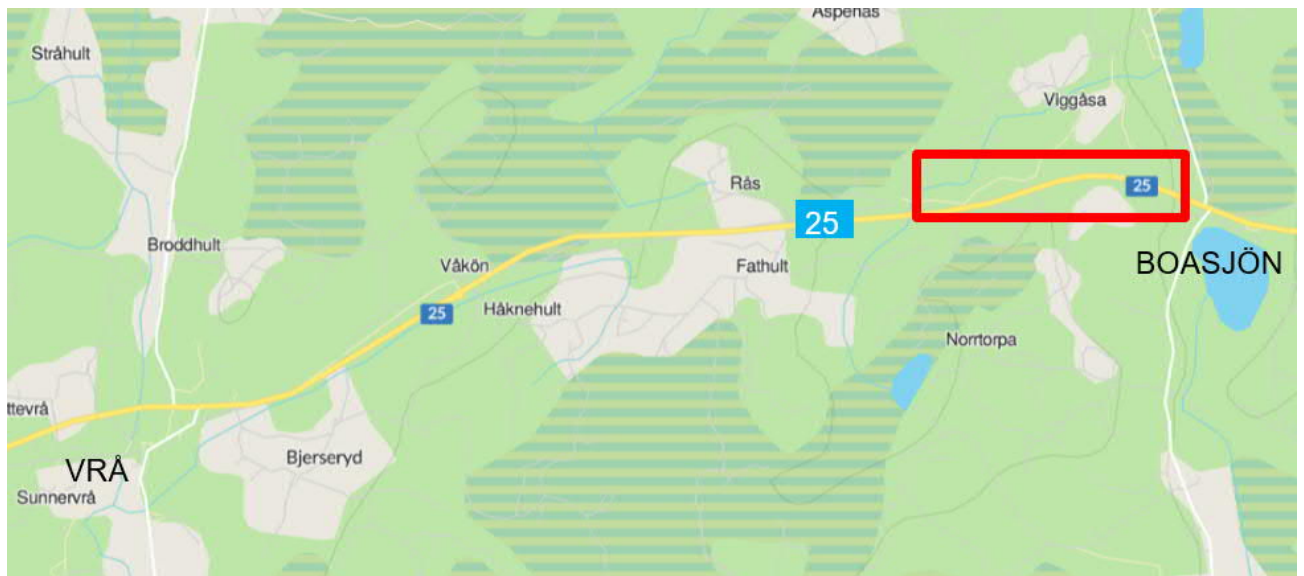 Aspenäs
Stråhult
Viggåsa
Rås
25
25
Broddhult
Våkön
Fathult
BOASJÖN
25
Håknehult
Norrtorpa
ttevrå
VRÅ
Bjerseryd
Sunnervrå